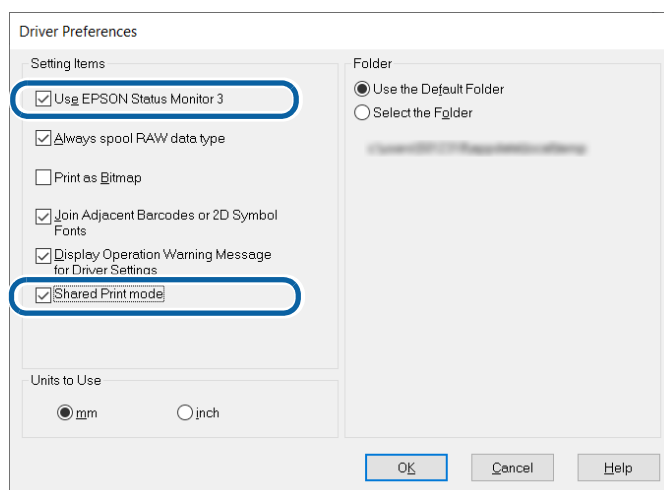 Driver Preferences
Setting Items
Use EPSON Status Monitor 3
Always spool RAW data type
Print as Bitmap
Join Adjacent Barcodes or 2D Symbol
Fonts
Display Operation Warning Message
for Driver Settings
Shared Print mode
Units to Use
mm
inch
Folder
Use the Default Folder
Select the Folder
OK
Cancel
Help